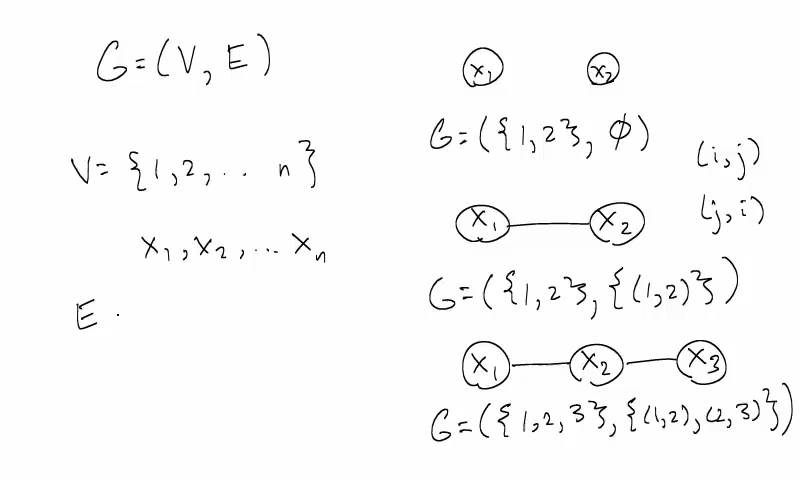 G=(V,E)
V={1,2,.. n}
x₁,x₂,... xₙ
E .
x₁ x₂
G=({1,2}, ∅)
(i,j)
(j,i)
x₁ x₂
G=({1,2},{(1,2)})
x₁ x₂ x₃
G=({1,2,3},{(1,2),(2,3)})